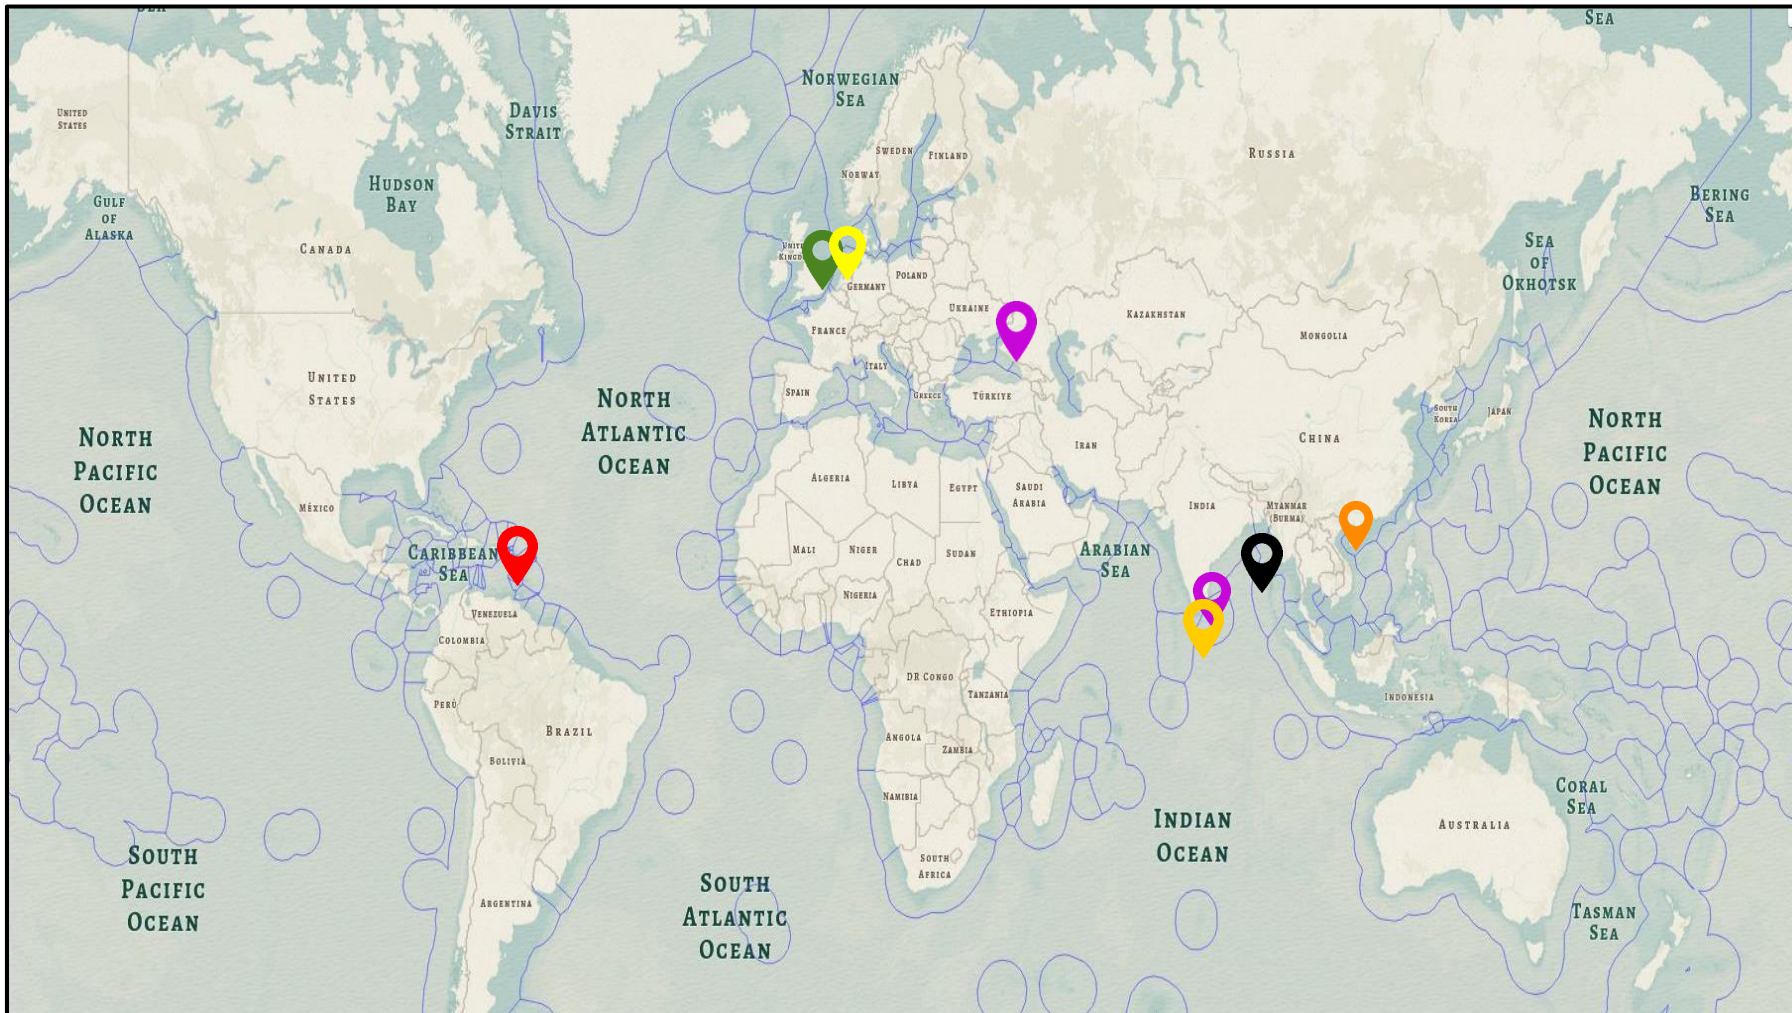 SEA
SEA
NORWEGIAN
SEA
DAVIS
STRAIT
UNITED
STATES
RUSSIA
SWEDEN
FINLAND
NORWAY
HUDSON
BAY
BERING
SEA
GULF
OF
ALASKA
CANADA
SEA
OF
OKHOTSK
UNIT
KINGD
POLAND
GERMANY
UKRAINE
KAZAKHSTAN
MONGOLIA
FRANCE
ITALY
UNITED
STATES
SPAIN
GREECE
TÜRKIYE
SOUTH
KOREA
JAPAN
NORTH
ATLANTIC
OCEAN
NORTH
PACIFIC
OCEAN
NORTH
PACIFIC
OCEAN
CHINA
IRAN
ALGERIA
LIBYA
EGYPT
SAUDI
ARABIA
INDIA
MYANMAR
(BURMA)
MÉXICO
CARIBBEAN
SEA
MALI
NIGER
CHAD
SUDAN
ARABIAN
SEA
NIGERIA
ETHIOPIA
VENEZUELA
COLOMBIA
DR CONGO
TANZANIA
INDONESIA
PERÚ
BRAZIL
ANGOLA
ZAMBIA
BOLIVIA
NAMIBIA
CORAL
SEA
INDIAN
OCEAN
AUSTRALIA
SOUTH
PACIFIC
OCEAN
SOUTH
AFRICA
SOUTH
ATLANTIC
OCEAN
ARGENTINA
TASMAN
SEA